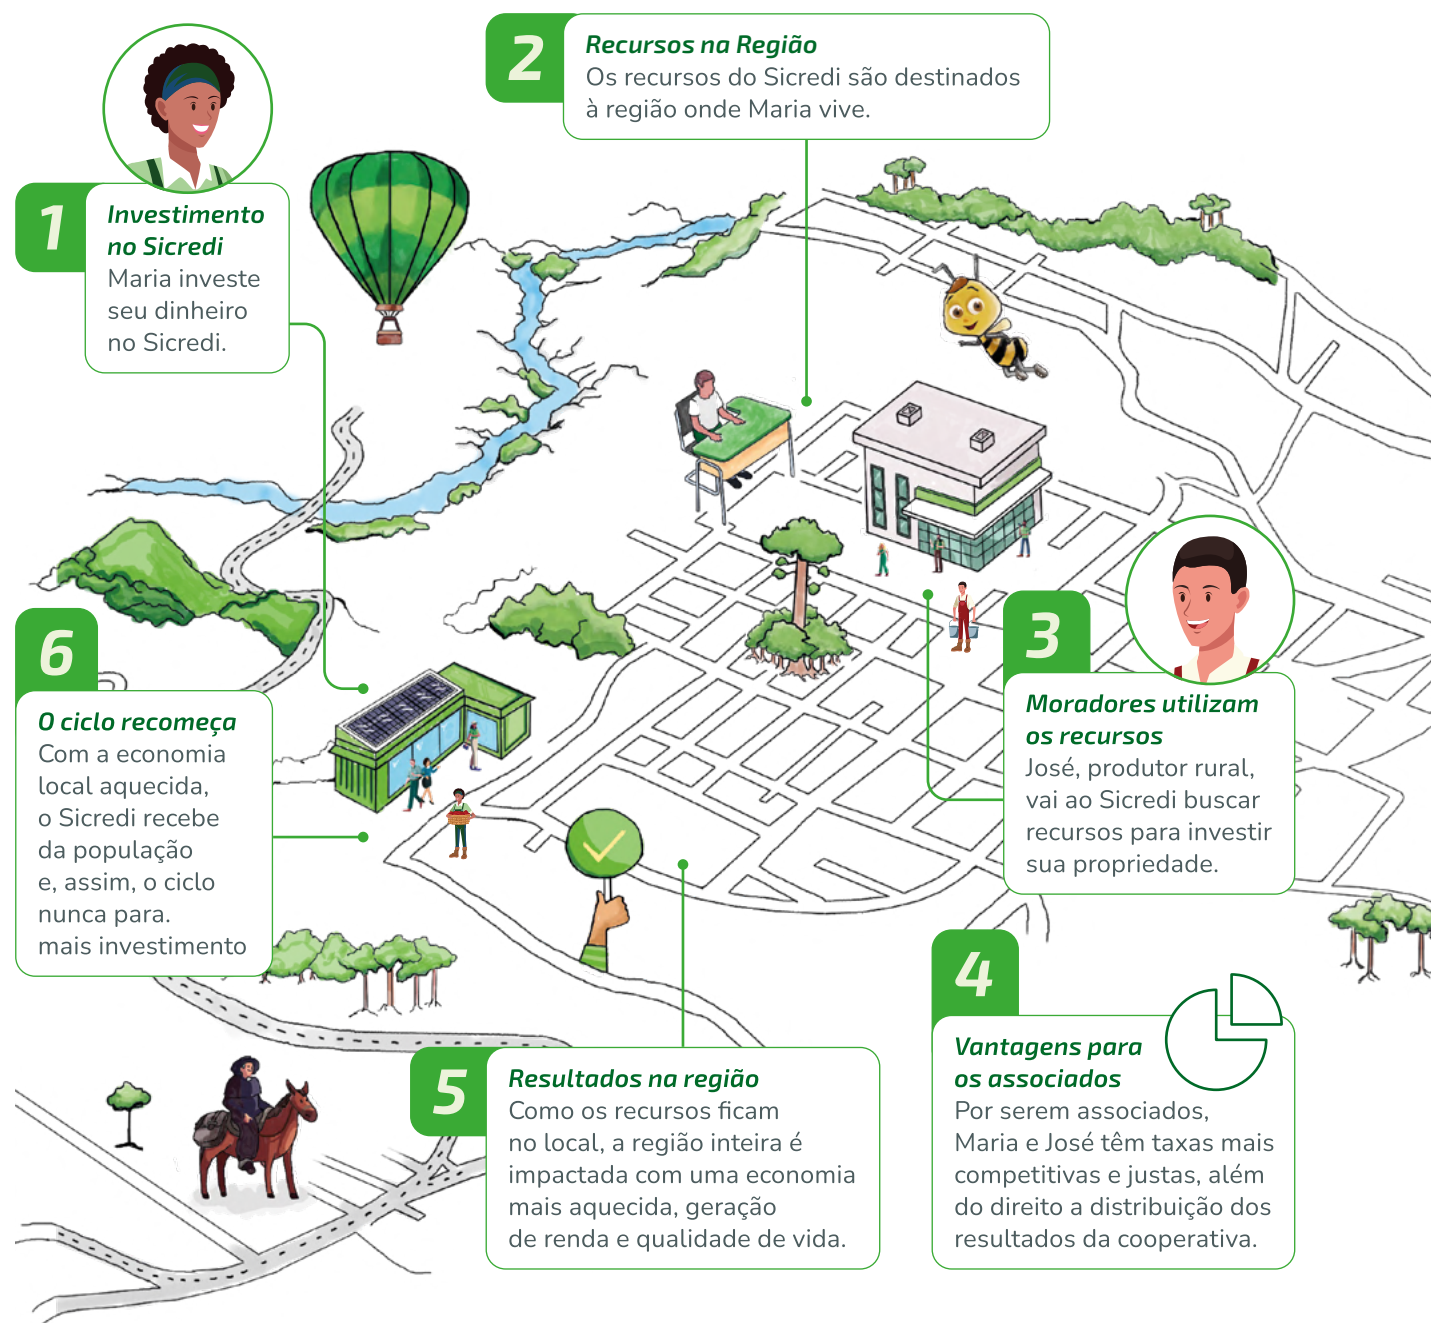 1
Investimento
no Sicredi
Maria investe
seu dinheiro
no Sicredi.
2
Recursos na Região
Os recursos do Sicredi são destinados
à região onde Maria vive.
3
Moradores utilizam
os recursos
José, produtor rural,
vai ao Sicredi buscar
recursos para investir
sua propriedade.
4
Vantagens para
os associados
Por serem associados,
Maria e José têm taxas mais
competitivas e justas, além
do direito a distribuição dos
resultados da cooperativa.
5
Resultados na região
Como os recursos ficam
no local, a região inteira é
impactada com uma economia
mais aquecida, geração
de renda e qualidade de vida.
6
O ciclo recomeça
Com a economia
local aquecida,
o Sicredi recebe
da população
e, assim, o ciclo
nunca para.
mais investimento